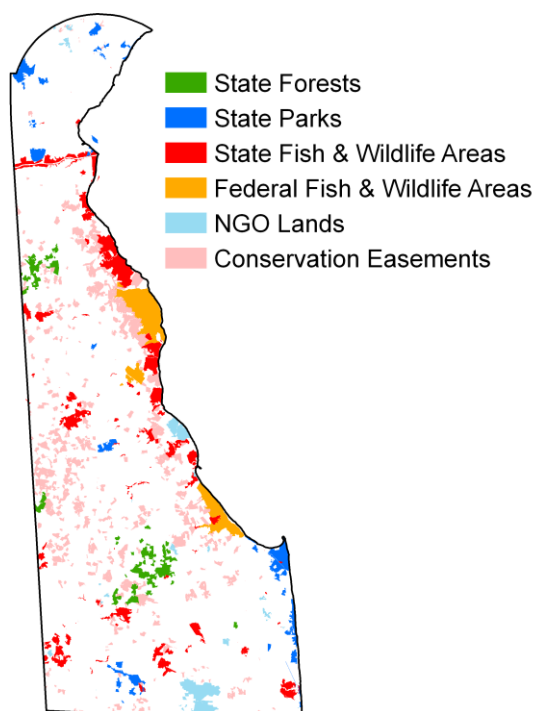 State Forests
State Parks
State Fish & Wildlife Areas
Federal Fish & Wildlife Areas
NGO Lands
Conservation Easements